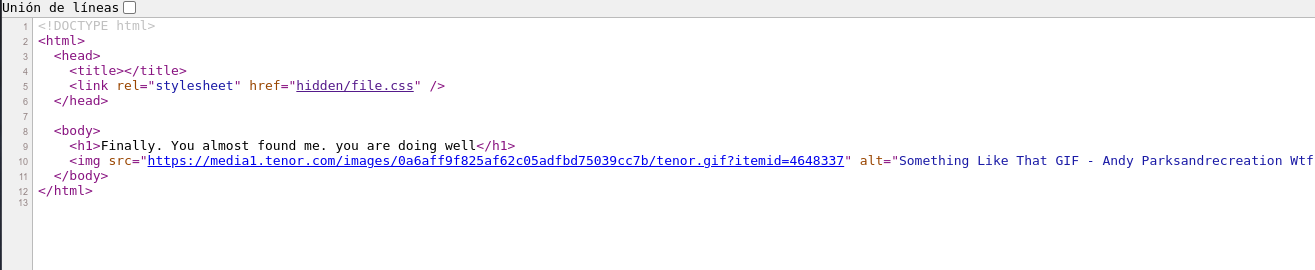 Unión de líneas
1 <!DOCTYPE html>
2 <html>
3 <head>
4 <title></title>
5 <link rel="stylesheet" href="hidden/file.css" />
6 </head>
7
8 <body>
9 <h1>Finally. You almost found me. you are doing well</h1>
10 <img src="https://media1.tenor.com/images/0a6aff9f825af62c05adfbd75039cc7b/tenor.gif?itemid=4648337" alt="Something Like That GIF - Andy Parksandrecreation Wtf
11 </body>
12 </html>
13